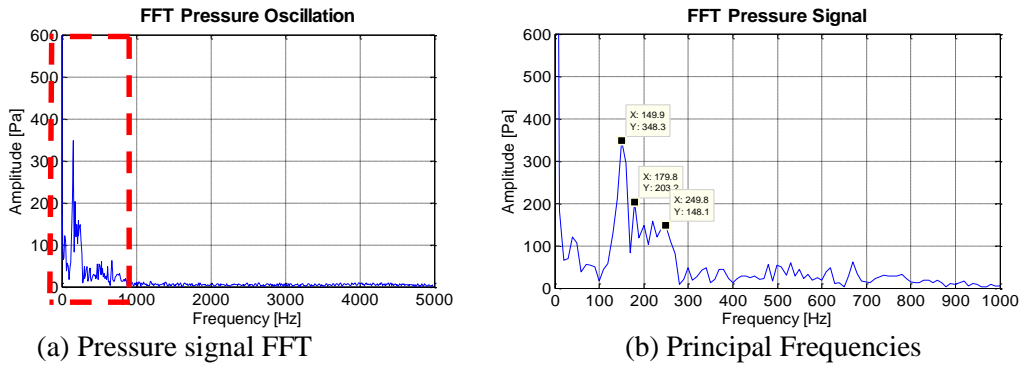 FFT Pressure Oscillation
600
500
400
300
200
100
0
Amplitude [Pa]
0 1000 2000 3000 4000 5000
Frequency [Hz]
(a) Pressure signal FFT
FFT Pressure Signal
600
500
400
300
200
100
0
Amplitude [Pa]
X: 149.9
Y: 348.3
X: 179.8
Y: 203.2
X: 249.8
Y: 148.1
0 100 200 300 400 500 600 700 800 900 1000
Frequency [Hz]
(b) Principal Frequencies